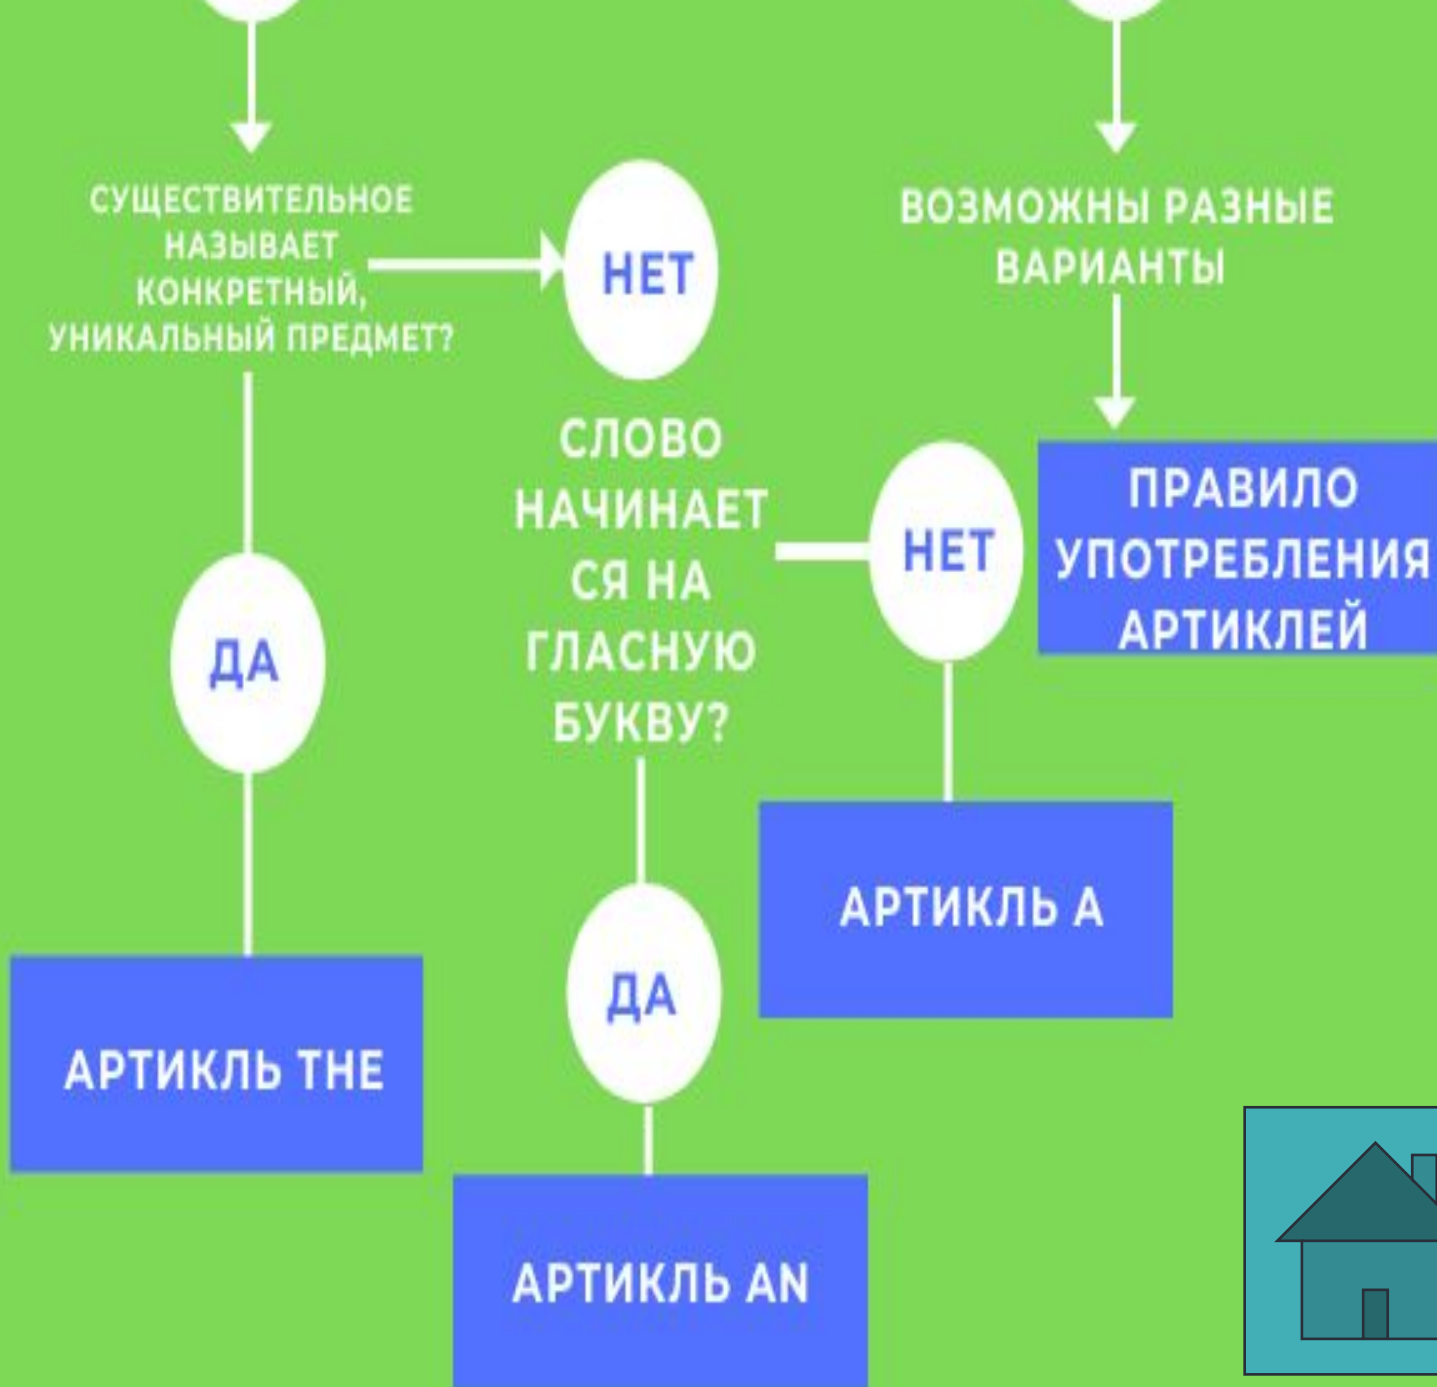 СУЩЕСТВИТЕЛЬНОЕ
НАЗЫВАЕТ
КОНКРЕТНЫЙ,
УНИКАЛЬНЫЙ ПРЕДМЕТ?
НЕТ
ВОЗМОЖНЫ РАЗНЫЕ
ВАРИАНТЫ
СЛОВО
НАЧИНАЕТ
СЯ НА
ГЛАСНУЮ
БУКВУ?
НЕТ
ПРАВИЛО
УПОТРЕБЛЕНИЯ
АРТИКЛЕЙ
ДА
АРТИКЛЬ A
ДА
АРТИКЛЬ THE
АРТИКЛЬ AN